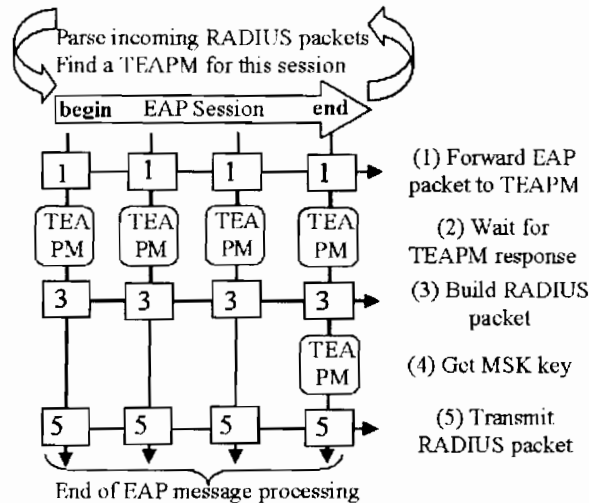 Parse incoming RADIUS packets
Find a TEAPM for this session
begin EAP Session end
1 1 1 1
(1) Forward EAP
packet to TEAPM
TEA TEA TEA TEA
PM PM PM PM
(2) Wait for
TEAPM response
3 3 3 3
(3) Build RADIUS
packet
TEA
PM
(4) Get MSK key
5 5 5 5
(5) Transmit
RADIUS packet
End of EAP message processing